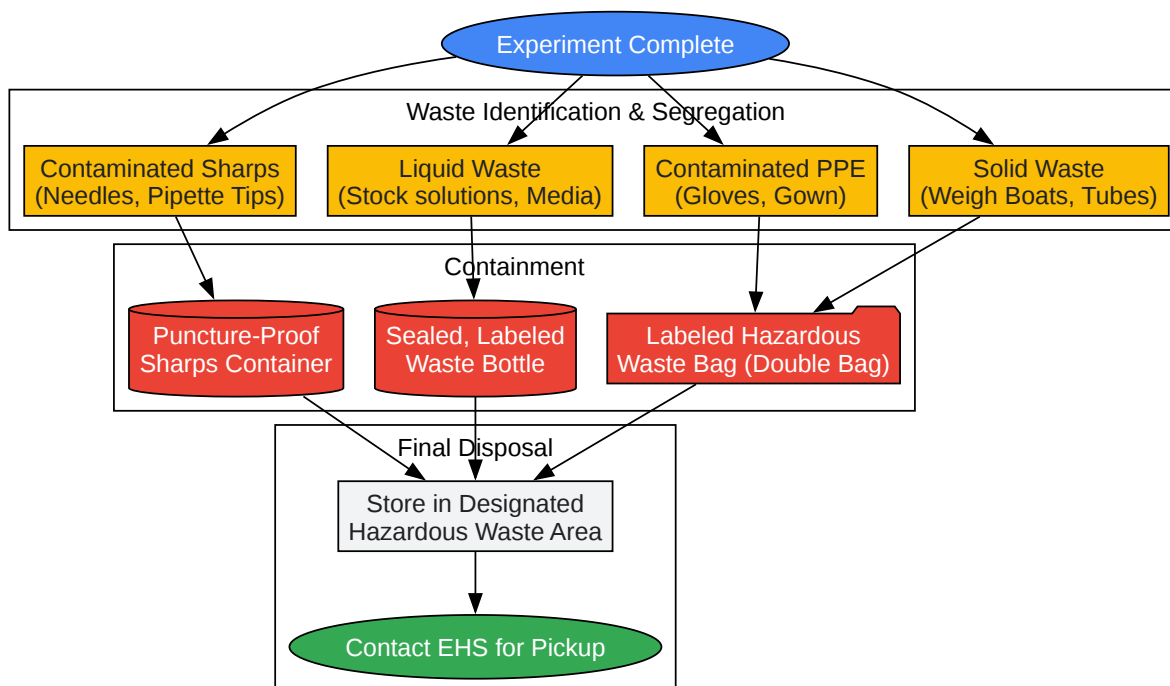 Experiment Complete
Waste Identification & Segregation
Contaminated Sharps
(Needles, Pipette Tips)
Liquid Waste
(Stock solutions, Media)
Contaminated PPE
(Gloves, Gown)
Solid Waste
(Weigh Boats, Tubes)
Containment
Puncture-Proof
Sharps Container
Sealed, Labeled
Waste Bottle
Labeled Hazardous
Waste Bag (Double Bag)
Final Disposal
Store in Designated
Hazardous Waste Area
Contact EHS for Pickup